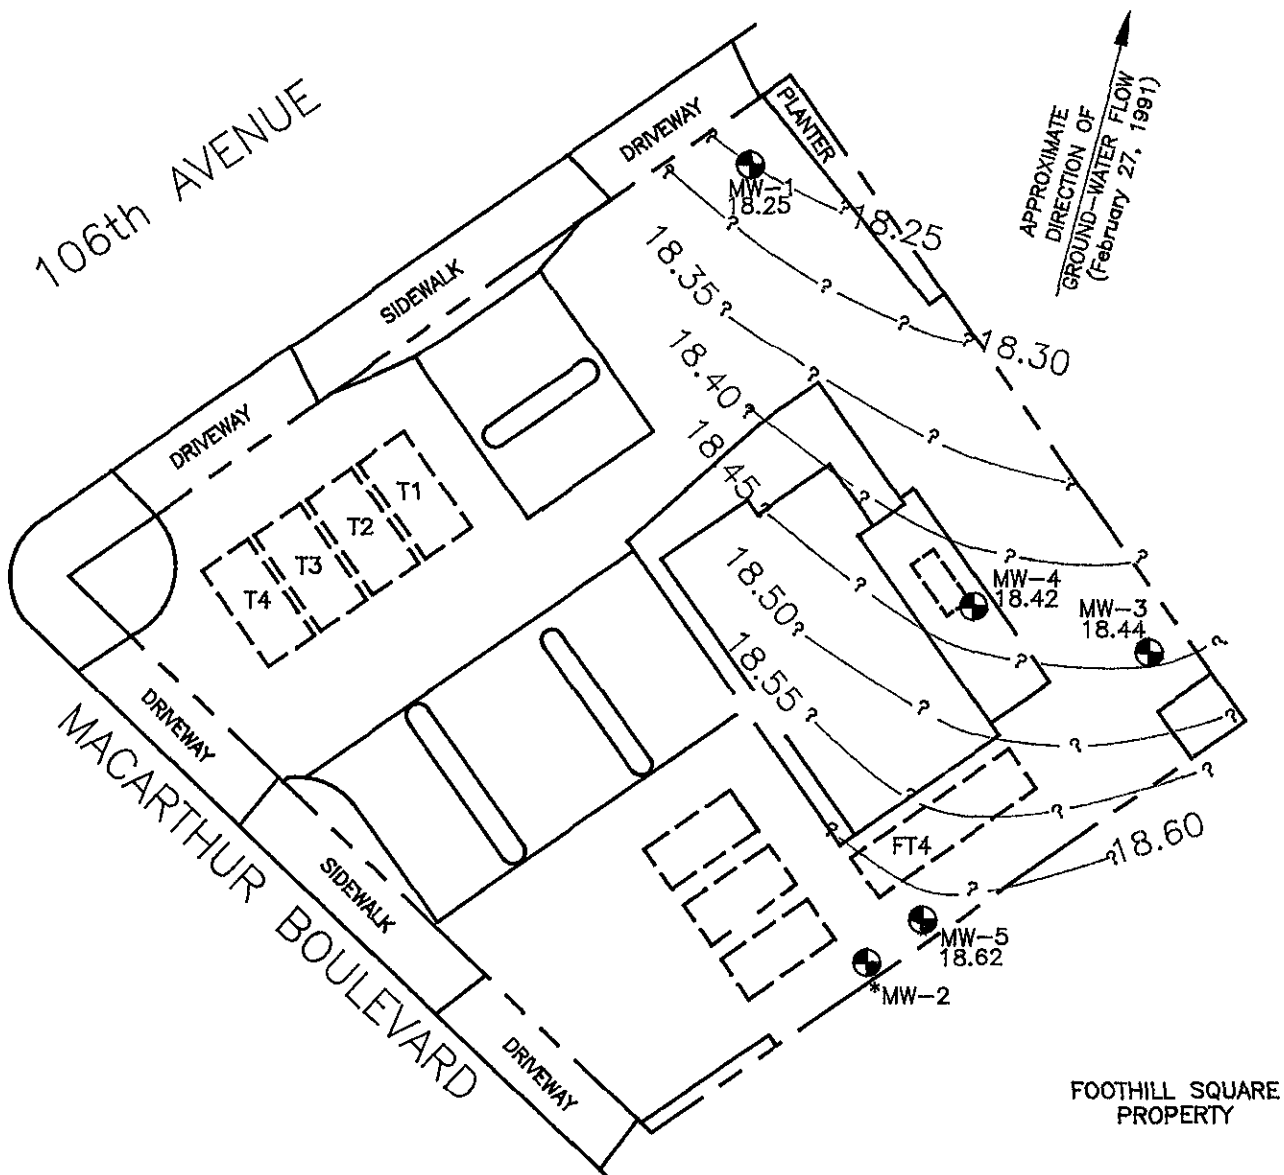 106th AVENUE
DRIVEWAY
PLANTER
APPROXIMATE
DIRECTION OF
GROUND-WATER FLOW
(February 27, 1991)
MW-1
18.25
18.25
SIDEWALK
18.35
18.30
18.40
DRIVEWAY
18.45
T1
T2
T3
T4
18.50
MW-4
18.42
MW-3
18.44
18.55
DRIVEWAY
MACARTHUR BOULEVARD
FT4
18.60
SIDEWALK
MW-5
18.62
*MW-2
DRIVEWAY
FOOTHILL SQUARE
PROPERTY